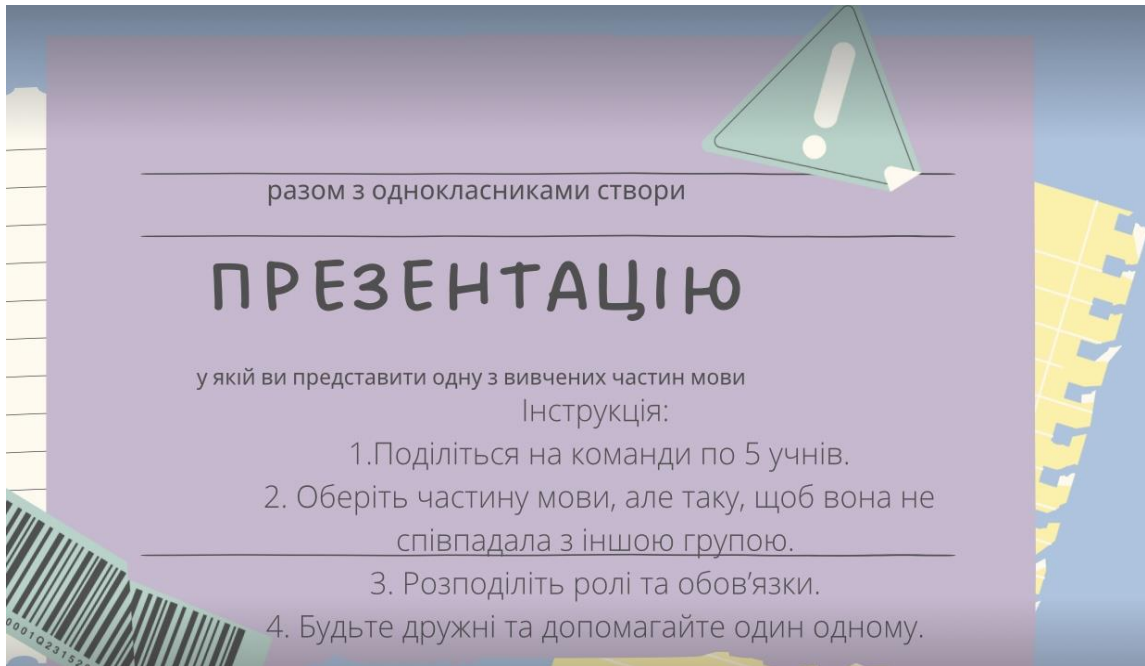 разом з однокласниками створи
ПРЕЗЕНТАЦІЮ
у якій ви представити одну з вивчених частин мови
Інструкція:
1.Поділіться на команди по 5 учнів.
2. Оберіть частину мови, але таку, щоб вона не
співпадала з іншою групою.
3. Розподіліть ролі та обов’язки.
4. Будьте дружні та допомагайте один одному.